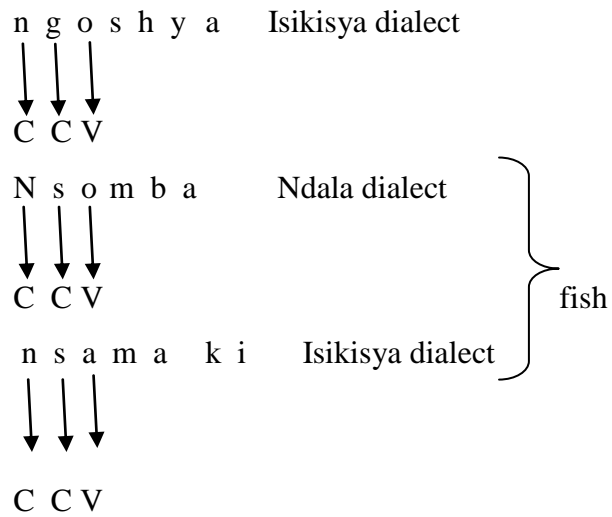 n g o s h y a Isikisya dialect
C C V
N s o m b a Ndala dialect
C C V
fish
n s a m a k i Isikisya dialect
C C V